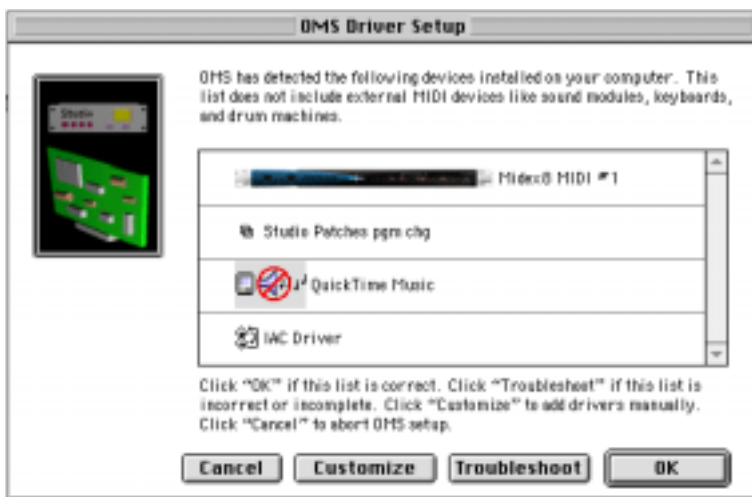 OMS Driver Setup
OMS has detected the following devices installed on your computer. This
list does not include external MIDI devices like sound modules, keyboards,
and drum machines.
Studio
Midex8 MIDI #1
Studio Patches pgm chg
QuickTime Music
IAC Driver
Click "OK" if this list is correct. Click "Troubleshoot" if this list is
incorrect or incomplete. Click "Customize" to add drivers manually.
Click "Cancel" to abort OMS setup.
Cancel Customize Troubleshoot OK